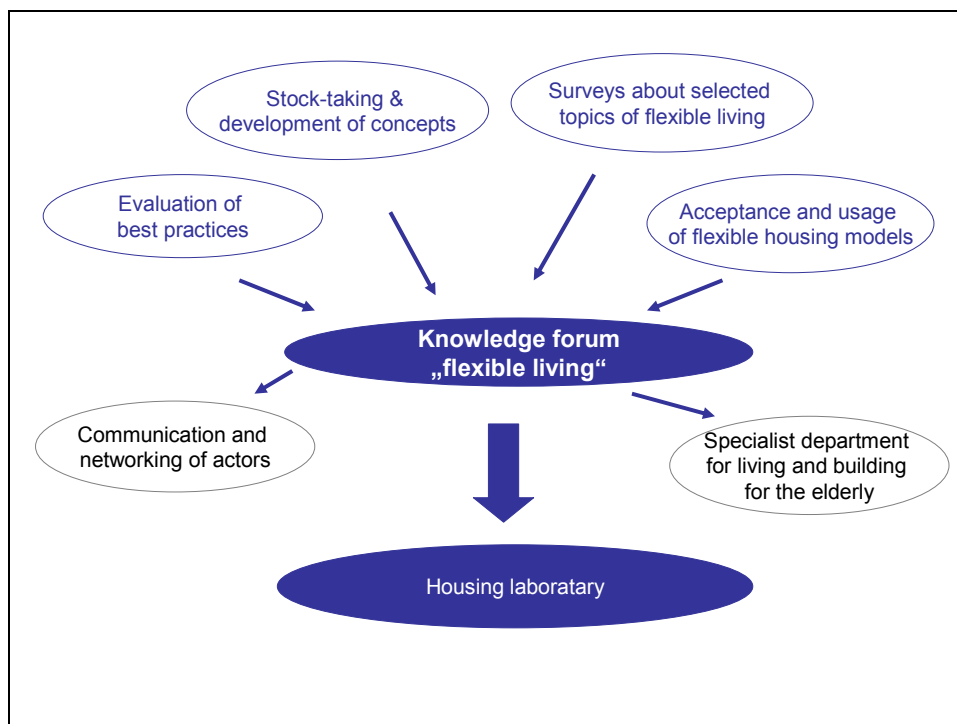 Stock-taking &
development of concepts
Surveys about selected
topics of flexible living
Evaluation of
best practices
Acceptance and usage
of flexible housing models
Knowledge forum
„flexible living“
Communication and
networking of actors
Specialist department
for living and building
for the elderly
Housing laboratary